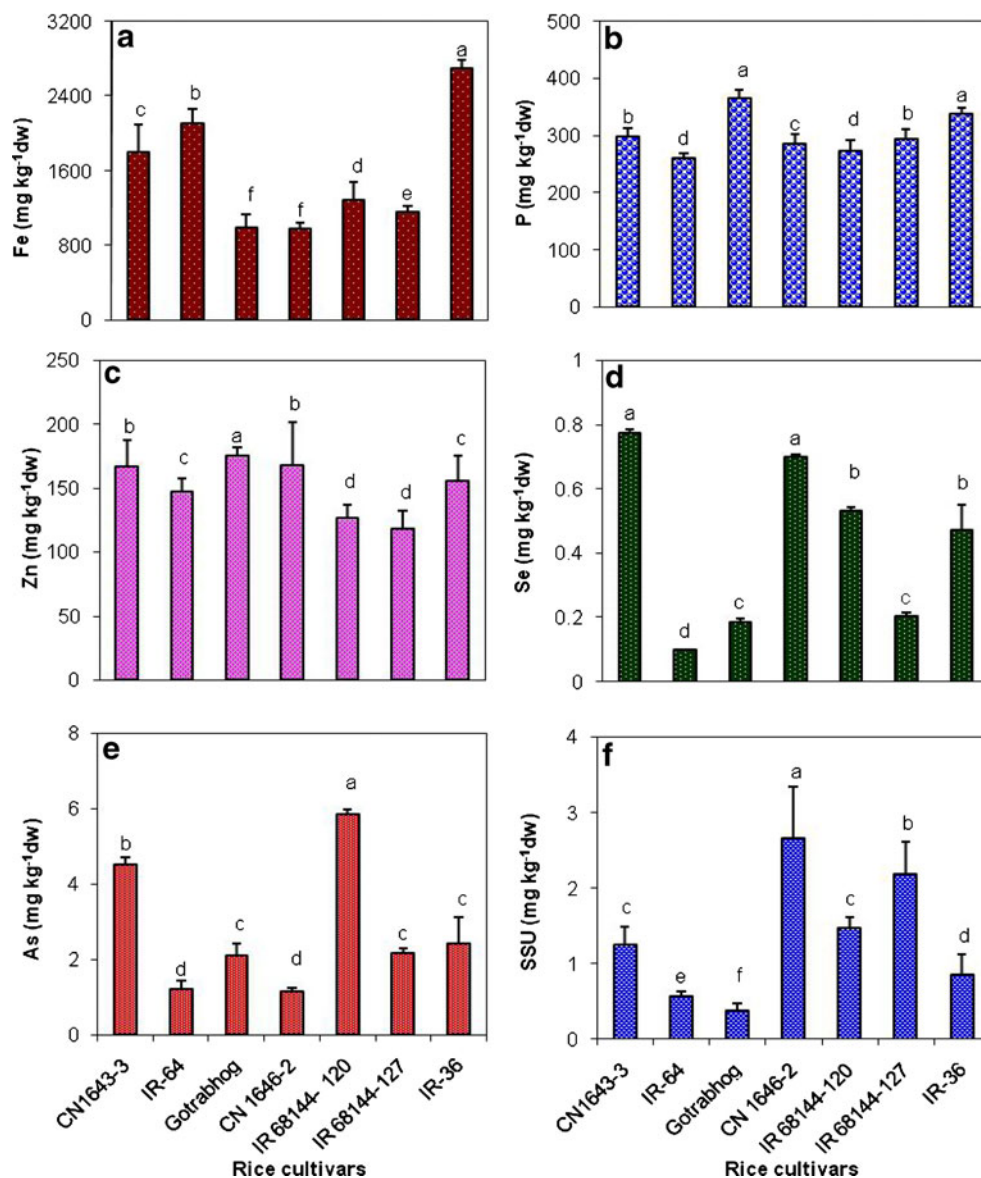 a
Fe (mg kg⁻¹dw)
3200
2400
1600
800
0
c
b
f
f
d
e
a
b
P (mg kg⁻¹dw)
500
400
300
200
100
0
b
d
a
c
d
b
a
c
Zn (mg kg⁻¹dw)
250
200
150
100
50
0
b
c
a
b
d
d
c
d
Se (mg kg⁻¹dw)
1
0.8
0.6
0.4
0.2
0
a
d
c
a
b
c
b
e
As (mg kg⁻¹dw)
8
6
4
2
0
b
d
c
d
a
c
c
CN1643-3
IR-64
Gotrabhog
CN 1646-2
IR 68144- 120
IR 68144-127
IR-36
Rice cultivars
f
SSU (mg kg⁻¹dw)
4
3
2
1
0
c
e
f
a
c
b
d
CN1643-3
IR-64
Gotrabhog
CN 1646-2
IR 68144- 120
IR 68144-127
IR-36
Rice cultivars